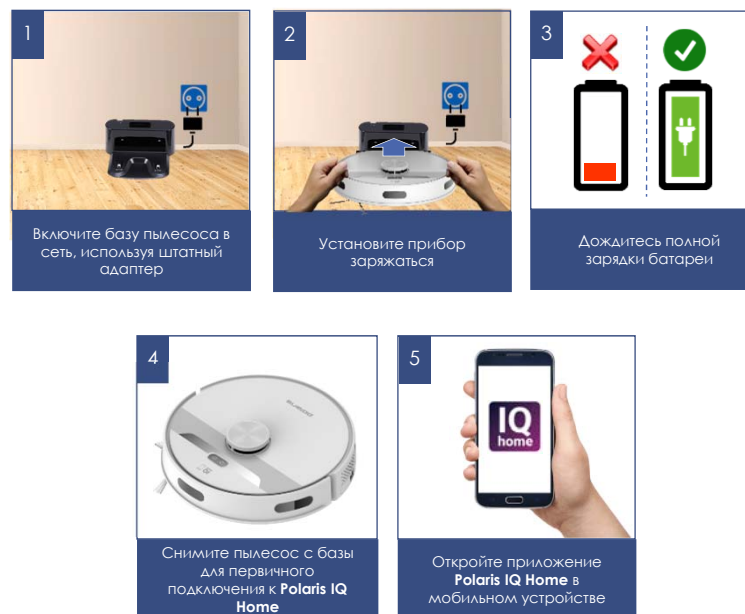 1
Включите базу пылесоса в
сеть, используя штатный
адаптер
2
Установите прибор
заряжаться
3
Дождитесь полной
зарядки батареи
4
Снимите пылесос с базы
для первичного
подключения к Polaris IQ
Home
5
IQ
home
Откройте приложение
Polaris IQ Home в
мобильном устройстве